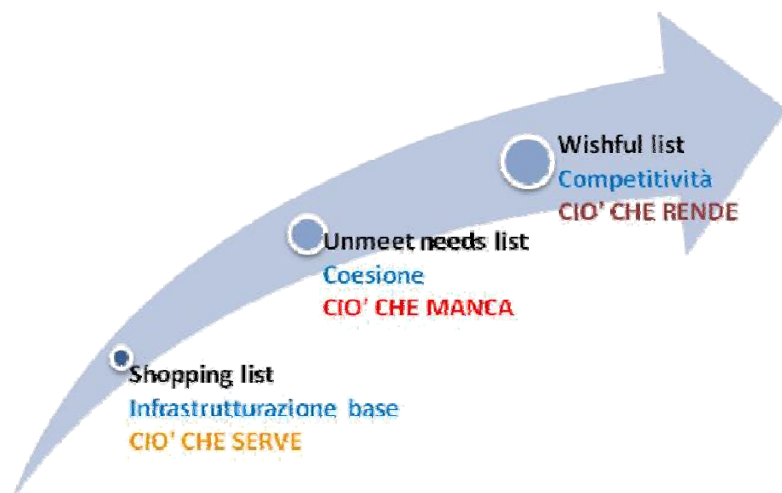 Wishful list
Competitività
CIO' CHE RENDE
Unmeet needs list
Coesione
CIO' CHE MANCA
Shopping list
Infrastrutturazione base
CIO' CHE SERVE